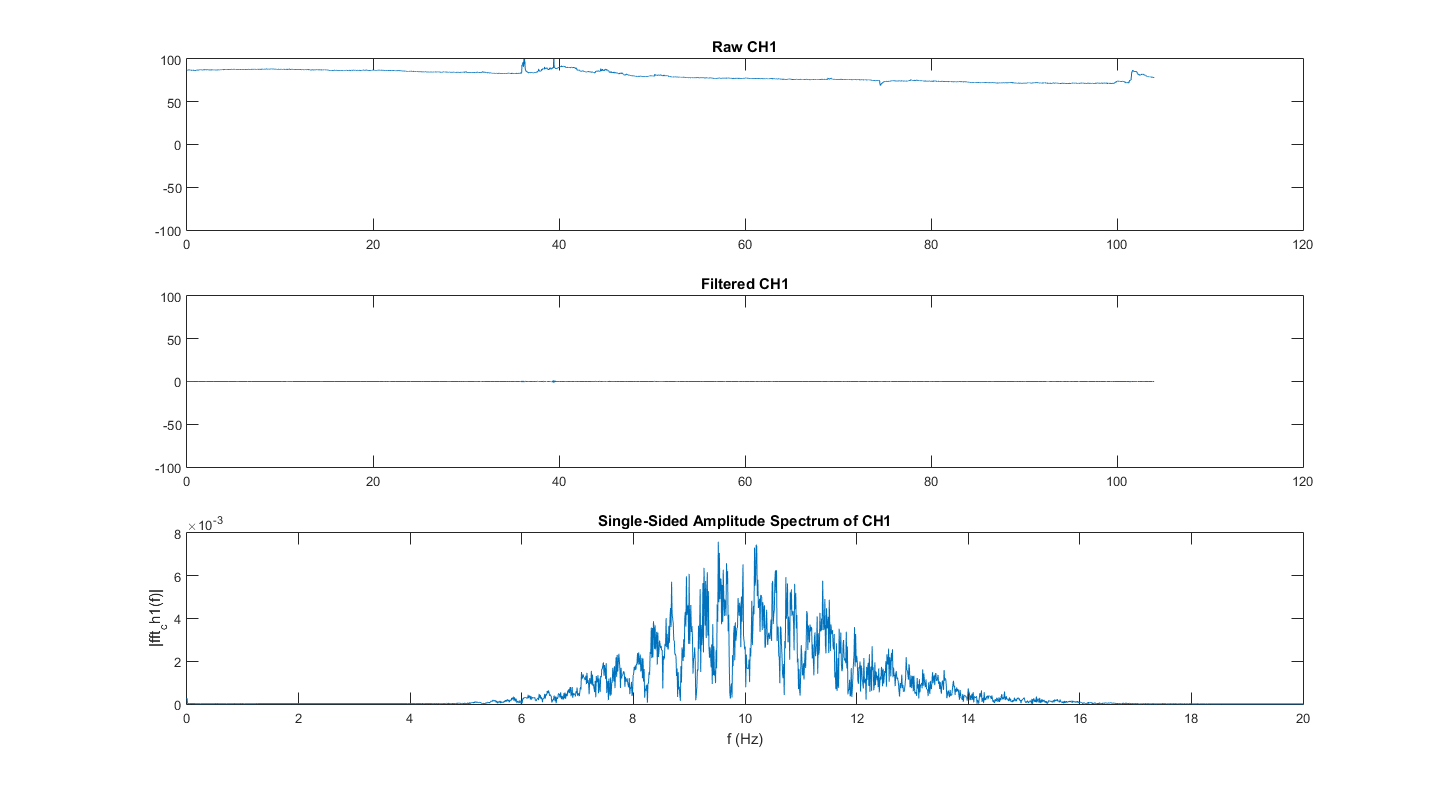 Raw CH1
100
50
0
-50
-100
0 20 40 60 80 100 120
Filtered CH1
100
50
0
-50
-100
0 20 40 60 80 100 120
Single-Sided Amplitude Spectrum of CH1
×10^-3
8
6
4
2
0
|fft_ch1(f)|
0 2 4 6 8 10 12 14 16 18 20
f (Hz)